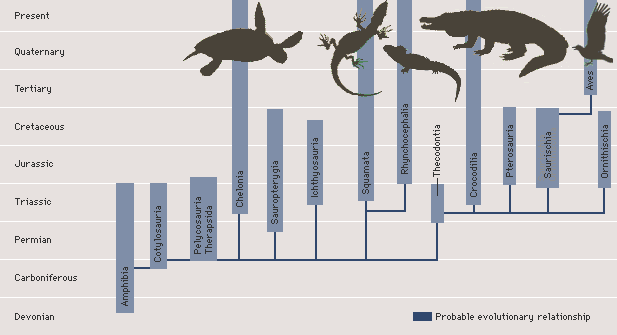 Present
Quaternary
Tertiary
Cretaceous
Jurassic
Triassic
Permian
Carboniferous
Devonian
Amphibia
Cotylosauria
Pelycosauria
Therapsida
Chelonia
Sauropterygia
Ichthyosauria
Squamata
Rhynchocephalia
Thecodontia
Crocodilia
Pterosauria
Saurischia
Aves
Ornithischia
Probable evolutionary relationship